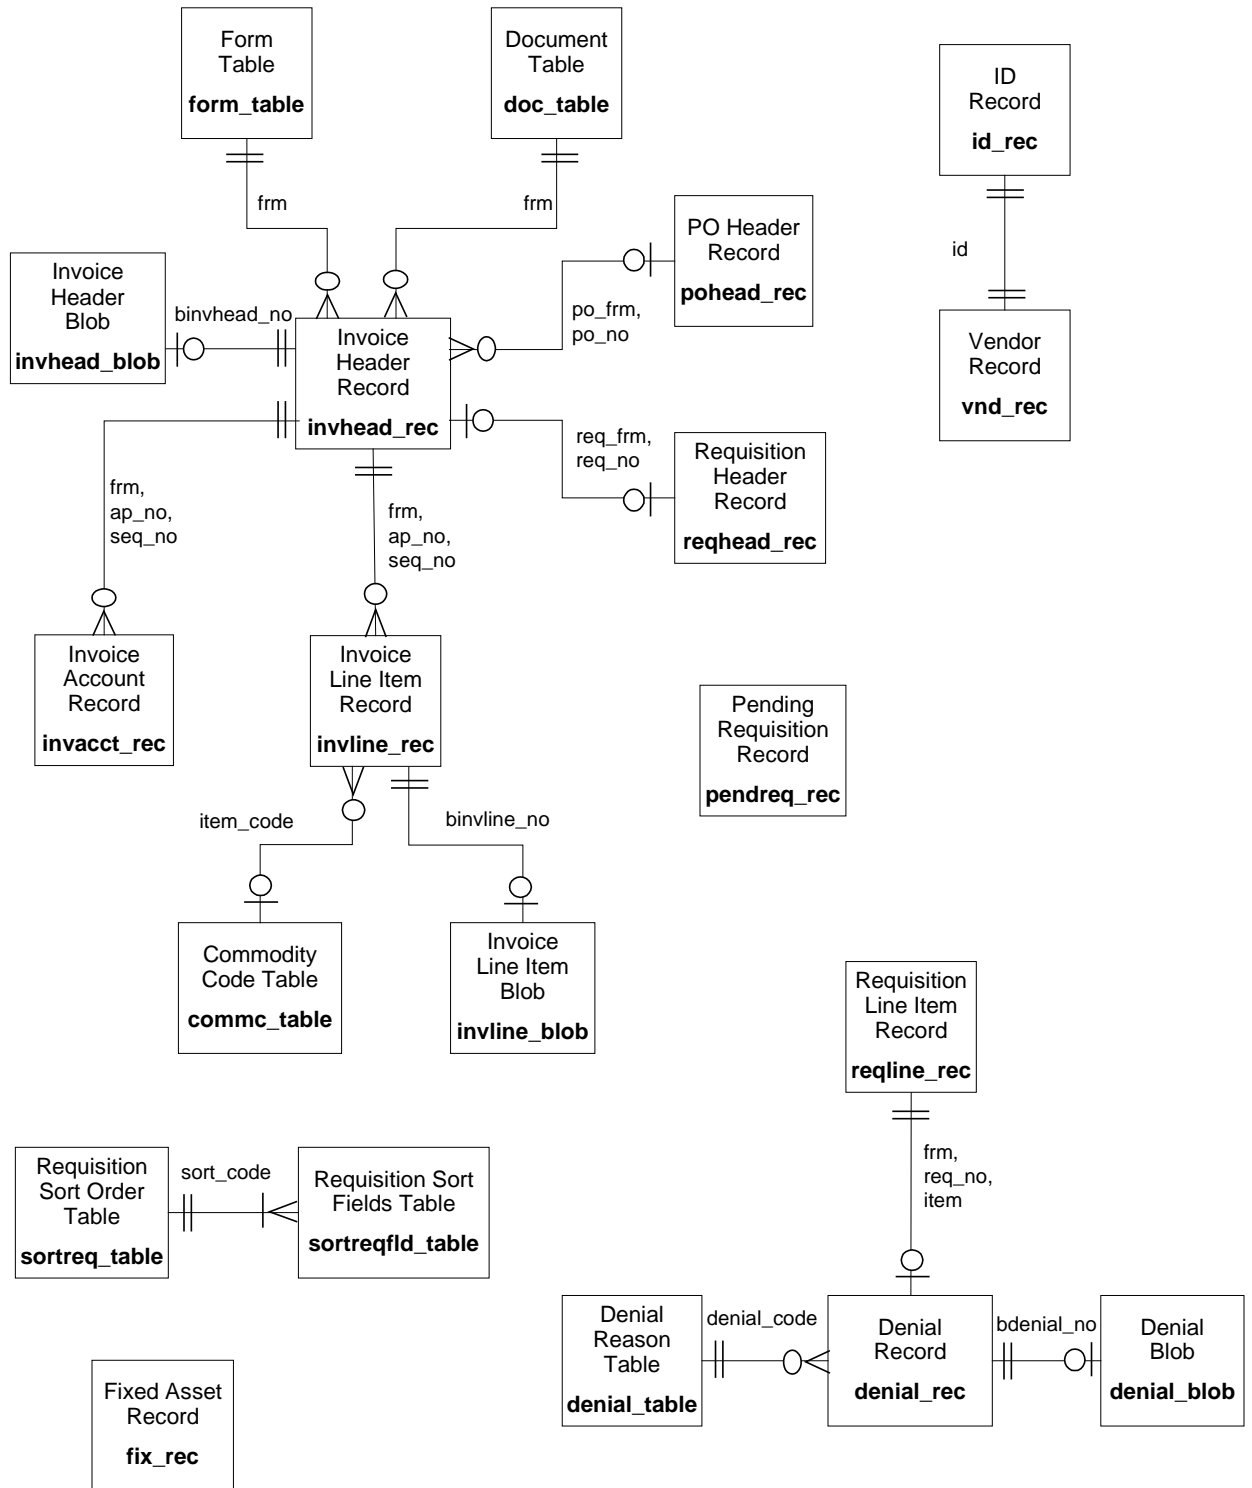 Form
Table
form_table
Document
Table
doc_table
ID
Record
id_rec
frm
frm
id
PO Header
Record
pohead_rec
Invoice
Header
Blob
invhead_blob
binvhead_no
po_frm,
po_no
Invoice
Header
Record
invhead_rec
Vendor
Record
vnd_rec
req_frm,
req_no
Requisition
Header
Record
reqhead_rec
frm,
ap_no,
seq_no
frm,
ap_no,
seq_no
Invoice
Account
Record
invacct_rec
Invoice
Line Item
Record
invline_rec
Pending
Requisition
Record
pendreq_rec
item_code
binvline_no
Commodity
Code Table
commc_table
Invoice
Line Item
Blob
invline_blob
Requisition
Line Item
Record
reqline_rec
frm,
req_no,
item
Requisition
Sort Order
Table
sortreq_table
sort_code
Requisition Sort
Fields Table
sortreqfld_table
Denial
Reason
Table
denial_table
denial_code
Denial
Record
denial_rec
bdenial_no
Denial
Blob
denial_blob
Fixed Asset
Record
fix_rec